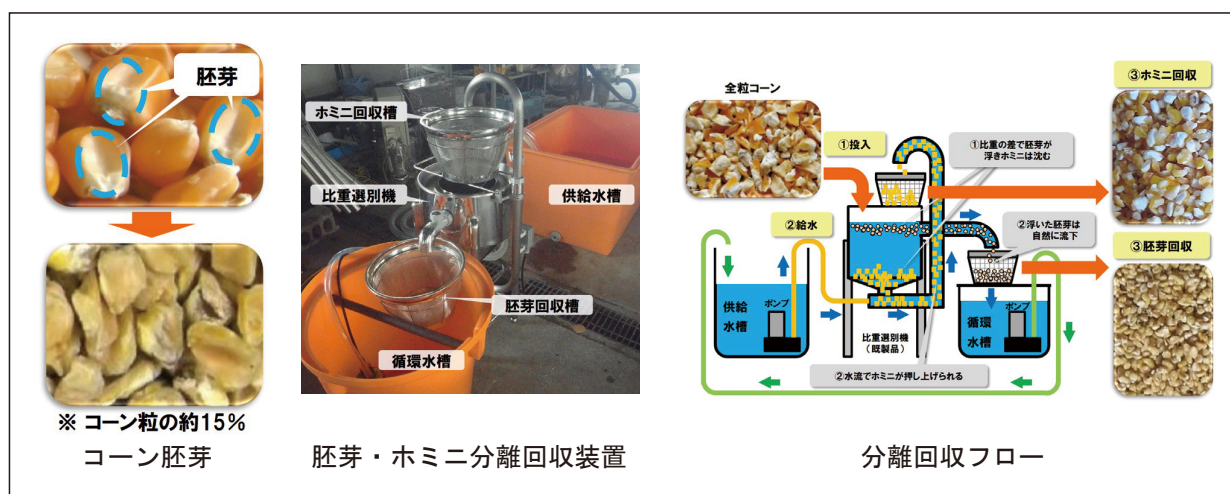 胚芽
※ コーン粒の約15%
コーン胚芽
ホミニ回収槽
比重選別機
供給水槽
胚芽回収槽
循環水槽
胚芽・ホミニ分離回収装置
全粒コーン
①投入
②給水
供給
水槽
ポンプ
比重選別機
（既製品）
①比重の差で胚芽が
浮きホミニは沈む
②浮いた胚芽は
自然に流下
ポンプ
循環
水槽
②水流でホミニが押し上げられる
③ホミニ回収
③胚芽回収
分離回収フロー